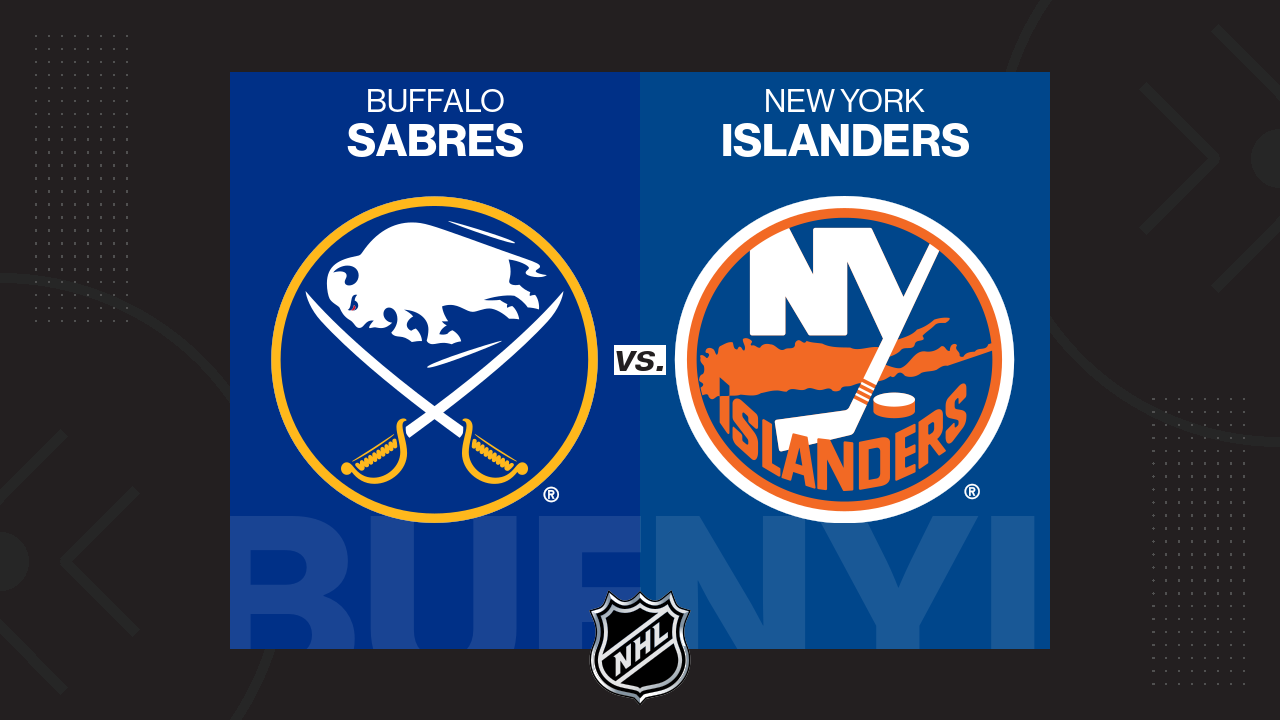 BUFFALO
SABRES
NEW YORK
ISLANDERS
NY
ISLANDERS
vs.
®
®
BUF
NYI
NHL